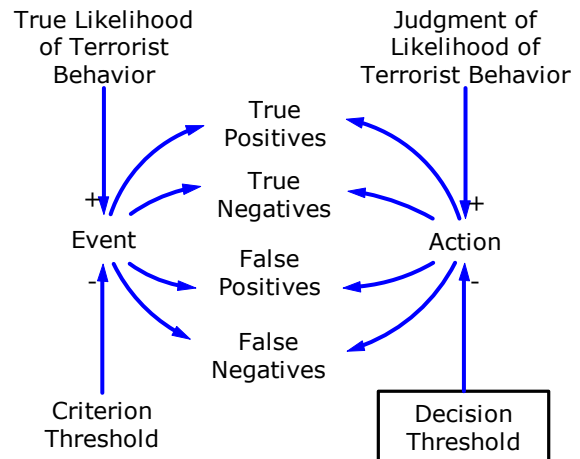 True Likelihood
of Terrorist
Behavior
Judgment of
Likelihood of
Terrorist Behavior
True
Positives
True
Negatives
+
+
Event
Action
False
Positives
-
-
False
Negatives
Criterion
Threshold
Decision
Threshold